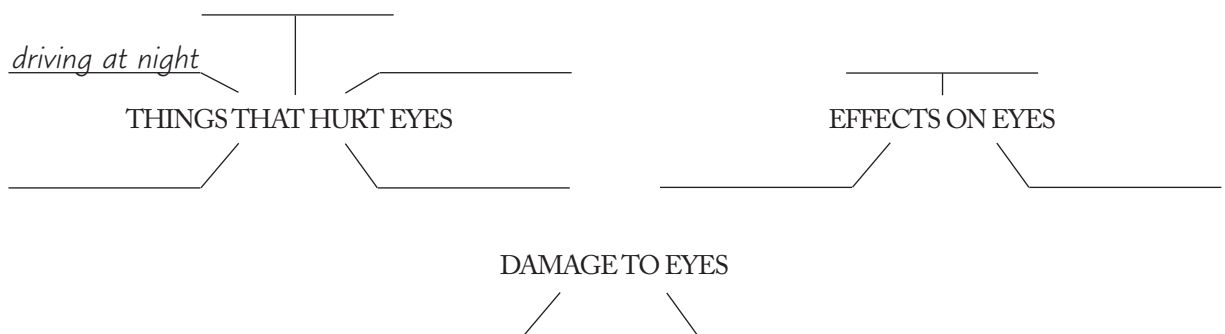 driving at night
THINGS THAT HURT EYES
EFFECTS ON EYES
DAMAGE TO EYES